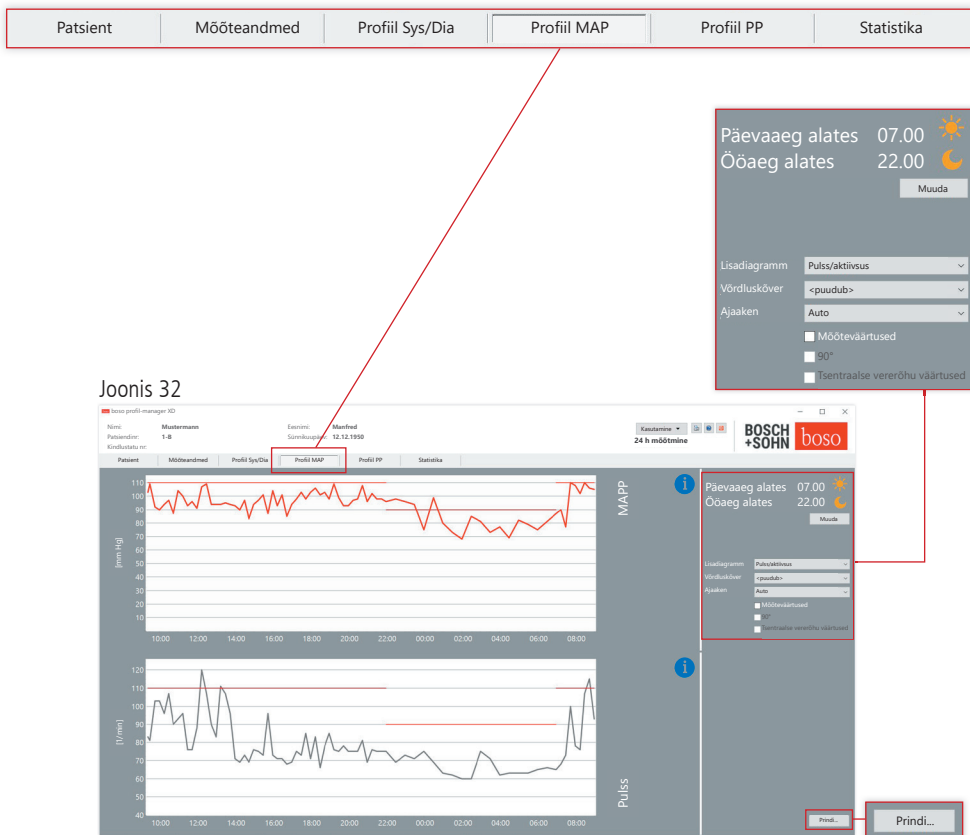 Patsient Mõõteandmed Profiil Sys/Dia Profiil MAP Profiil PP Statistika
Päevaaeg alates 07.00
Ööaeg alates 22.00
Muuda
Lisadiagramm Pulss/aktiivsus
Võrdluskõver <puudub>
Ajaaken Auto
Mõõteväärtused
90°
Tsentraalse vererõhu väärtused
Joonis 32
boso profil-manager XD
Nimi: Mustermann Eesnimi: Manfred
Patsiendinr: 1-8 Sünnikuupäev: 12.12.1950
Kindlustatu nr:
Kasutamine
24 h mõõtmine
BOSCH
+SOHN
boso
Patsient Mõõteandmed Profiil Sys/Dia Profiil MAP Profiil PP Statistika
110
100
90
80
70
60
50
40
30
20
10
[mm Hg]
10:00 12:00 14:00 16:00 18:00 20:00 22:00 00:00 02:00 04:00 06:00 08:00
MAPP
i
Päevaaeg alates 07.00
Ööaeg alates 22.00
Muuda
Lisadiagramm Pulss/aktiivsus
Võrdluskõver <puudub>
Ajaaken Auto
Mõõteväärtused
90°
Tsentraalse vererõhu väärtused
120
110
100
90
80
70
60
50
40
[1/min]
10:00 12:00 14:00 16:00 18:00 20:00 22:00 00:00 02:00 04:00 06:00 08:00
Pulss
i
Prindi...
Prindi...